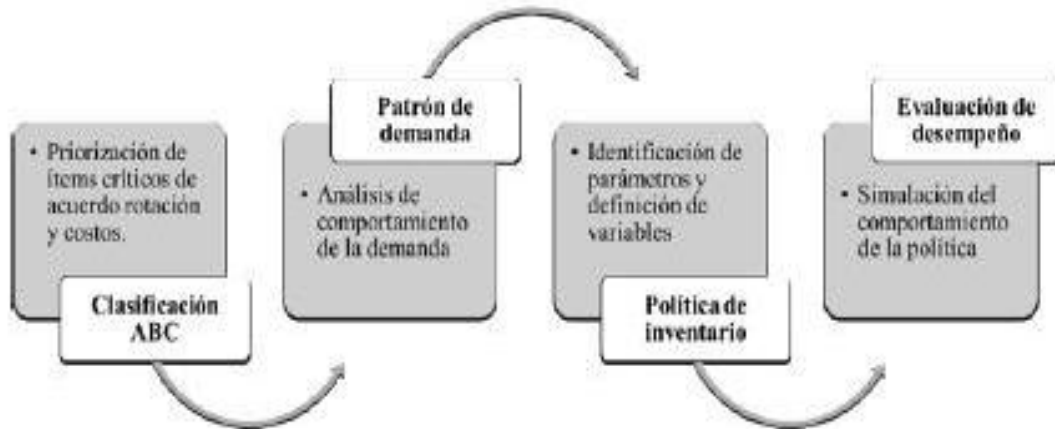 • Priorización de
ítems críticos de
acuerdo rotación
y costos.
Clasificación
ABC
Patrón de
demanda
• Análisis de
comportamiento
de la demanda
• Identificación de
parámetros y
definición de
variables
Política de
inventario
Evaluación de
desempeño
• Simulación del
comportamiento
de la política